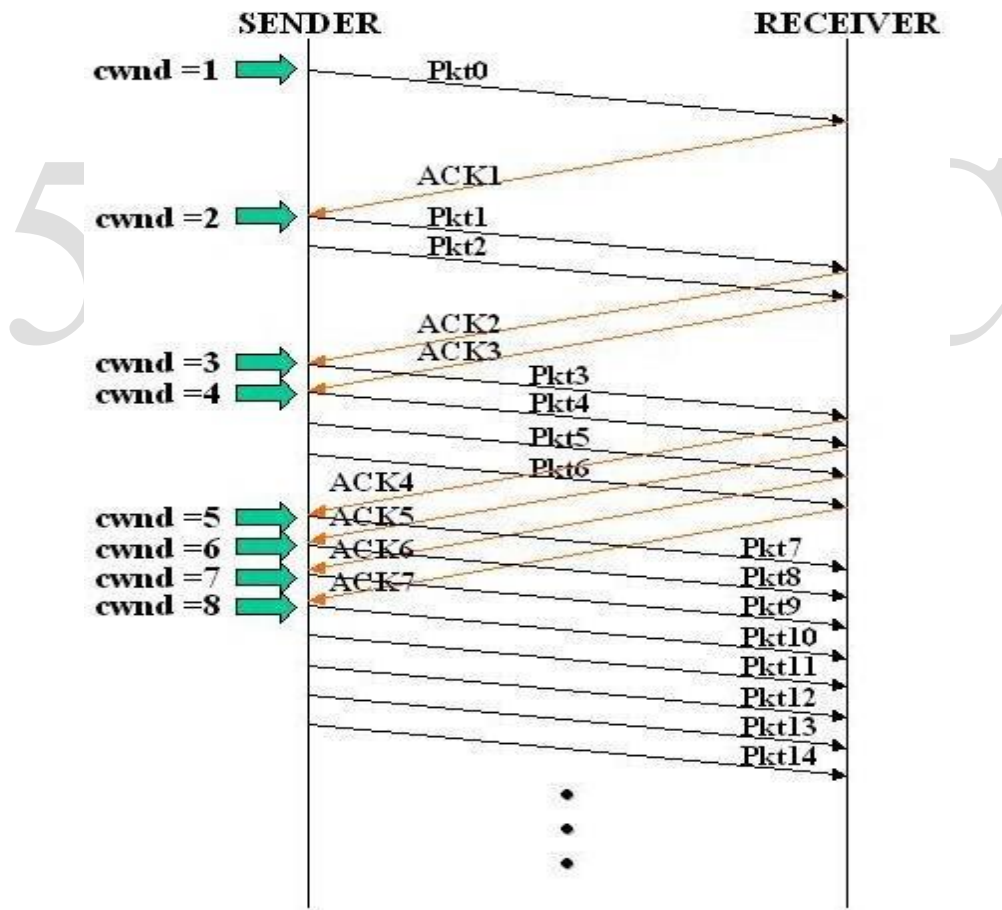 SENDER RECEIVER
cwnd =1 Pkt0
ACK1
cwnd =2 Pkt1
Pkt2
ACK2
ACK3
cwnd =3
Pkt3
cwnd =4
Pkt4
Pkt5
Pkt6
ACK4
cwnd =5 ACK5
cwnd =6 ACK6 Pkt7
cwnd =7 ACK7 Pkt8
cwnd =8 Pkt9
Pkt10
Pkt11
Pkt12
Pkt13
Pkt14